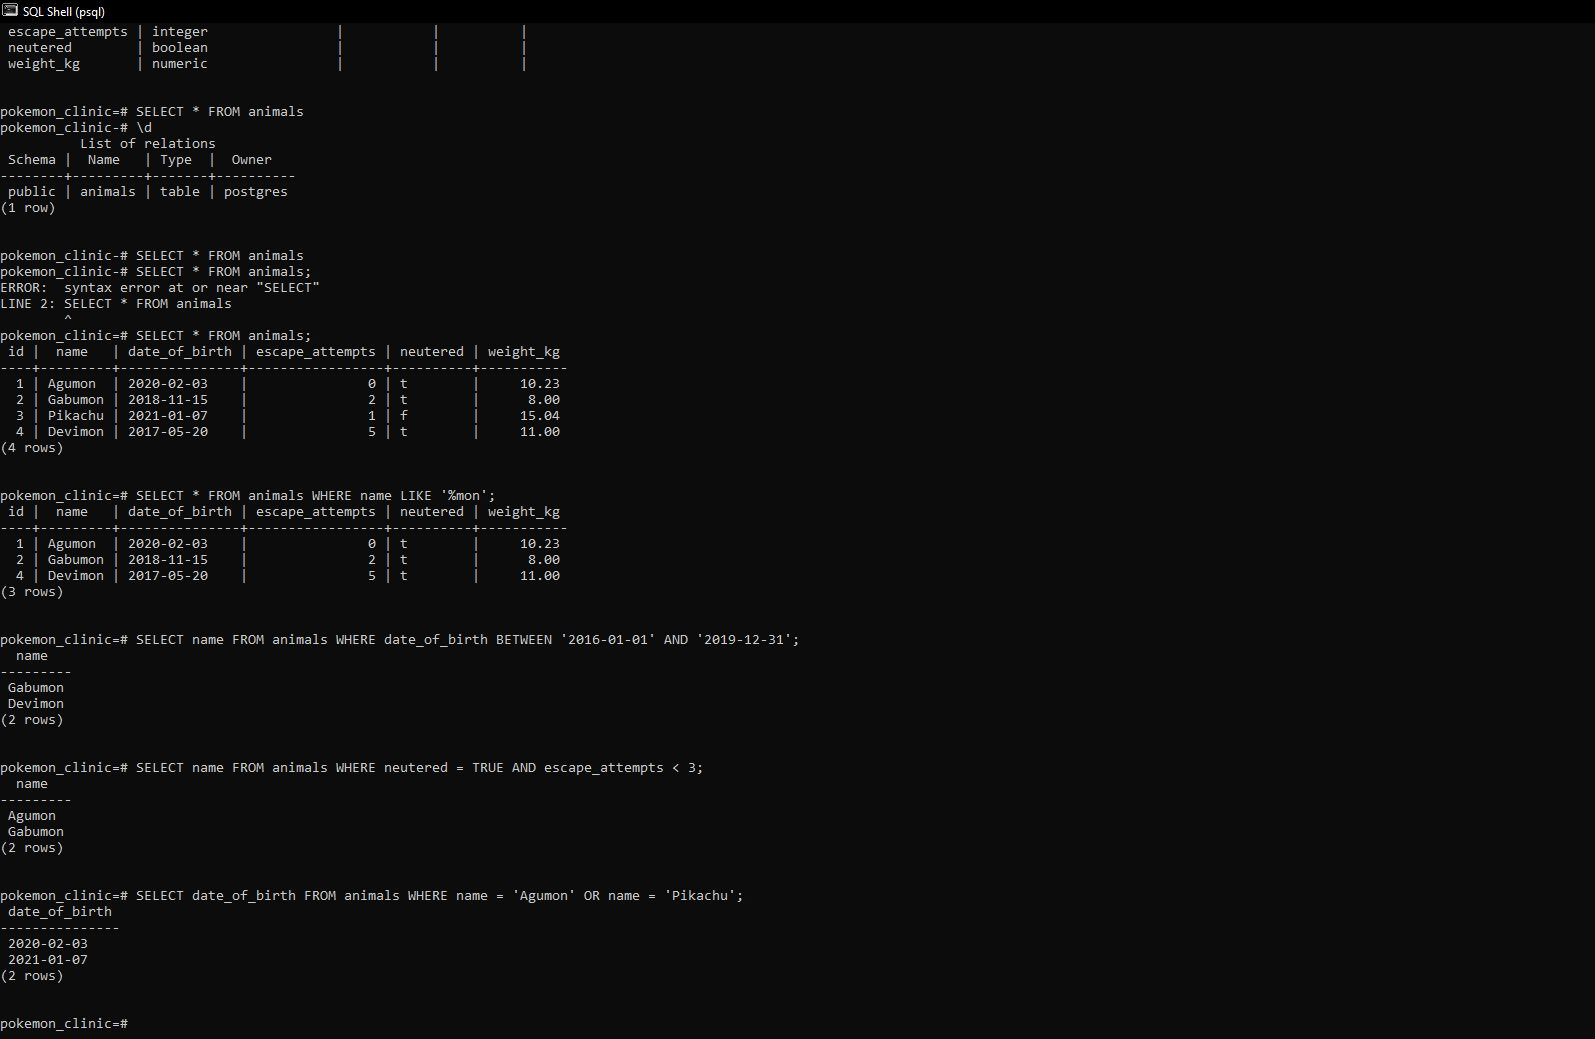 SQL Shell (psql)
 escape_attempts | integer                |           |          |
 neutered        | boolean                |           |          |
 weight_kg       | numeric                |           |          |
pokemon_clinic=# SELECT * FROM animals
pokemon_clinic-# \d
          List of relations
 Schema |  Name   | Type  |  Owner
--------+---------+-------+----------
 public | animals | table | postgres
(1 row)
pokemon_clinic-# SELECT * FROM animals
pokemon_clinic-# SELECT * FROM animals;
ERROR:  syntax error at or near "SELECT"
LINE 2: SELECT * FROM animals
        ^
pokemon_clinic=# SELECT * FROM animals;
 id |  name   | date_of_birth | escape_attempts | neutered | weight_kg
----+---------+---------------+-----------------+----------+-----------
  1 | Agumon  | 2020-02-03    |               0 | t        |     10.23
  2 | Gabumon | 2018-11-15    |               2 | t        |      8.00
  3 | Pikachu | 2021-01-07    |               1 | f        |     15.04
  4 | Devimon | 2017-05-20    |               5 | t        |     11.00
(4 rows)
pokemon_clinic=# SELECT * FROM animals WHERE name LIKE '%mon';
 id |  name   | date_of_birth | escape_attempts | neutered | weight_kg
----+---------+---------------+-----------------+----------+-----------
  1 | Agumon  | 2020-02-03    |               0 | t        |     10.23
  2 | Gabumon | 2018-11-15    |               2 | t        |      8.00
  4 | Devimon | 2017-05-20    |               5 | t        |     11.00
(3 rows)
pokemon_clinic=# SELECT name FROM animals WHERE date_of_birth BETWEEN '2016-01-01' AND '2019-12-31';
  name
---------
 Gabumon
 Devimon
(2 rows)
pokemon_clinic=# SELECT name FROM animals WHERE neutered = TRUE AND escape_attempts < 3;
  name
---------
 Agumon
 Gabumon
(2 rows)
pokemon_clinic=# SELECT date_of_birth FROM animals WHERE name = 'Agumon' OR name = 'Pikachu';
 date_of_birth
---------------
 2020-02-03
 2021-01-07
(2 rows)
pokemon_clinic=#